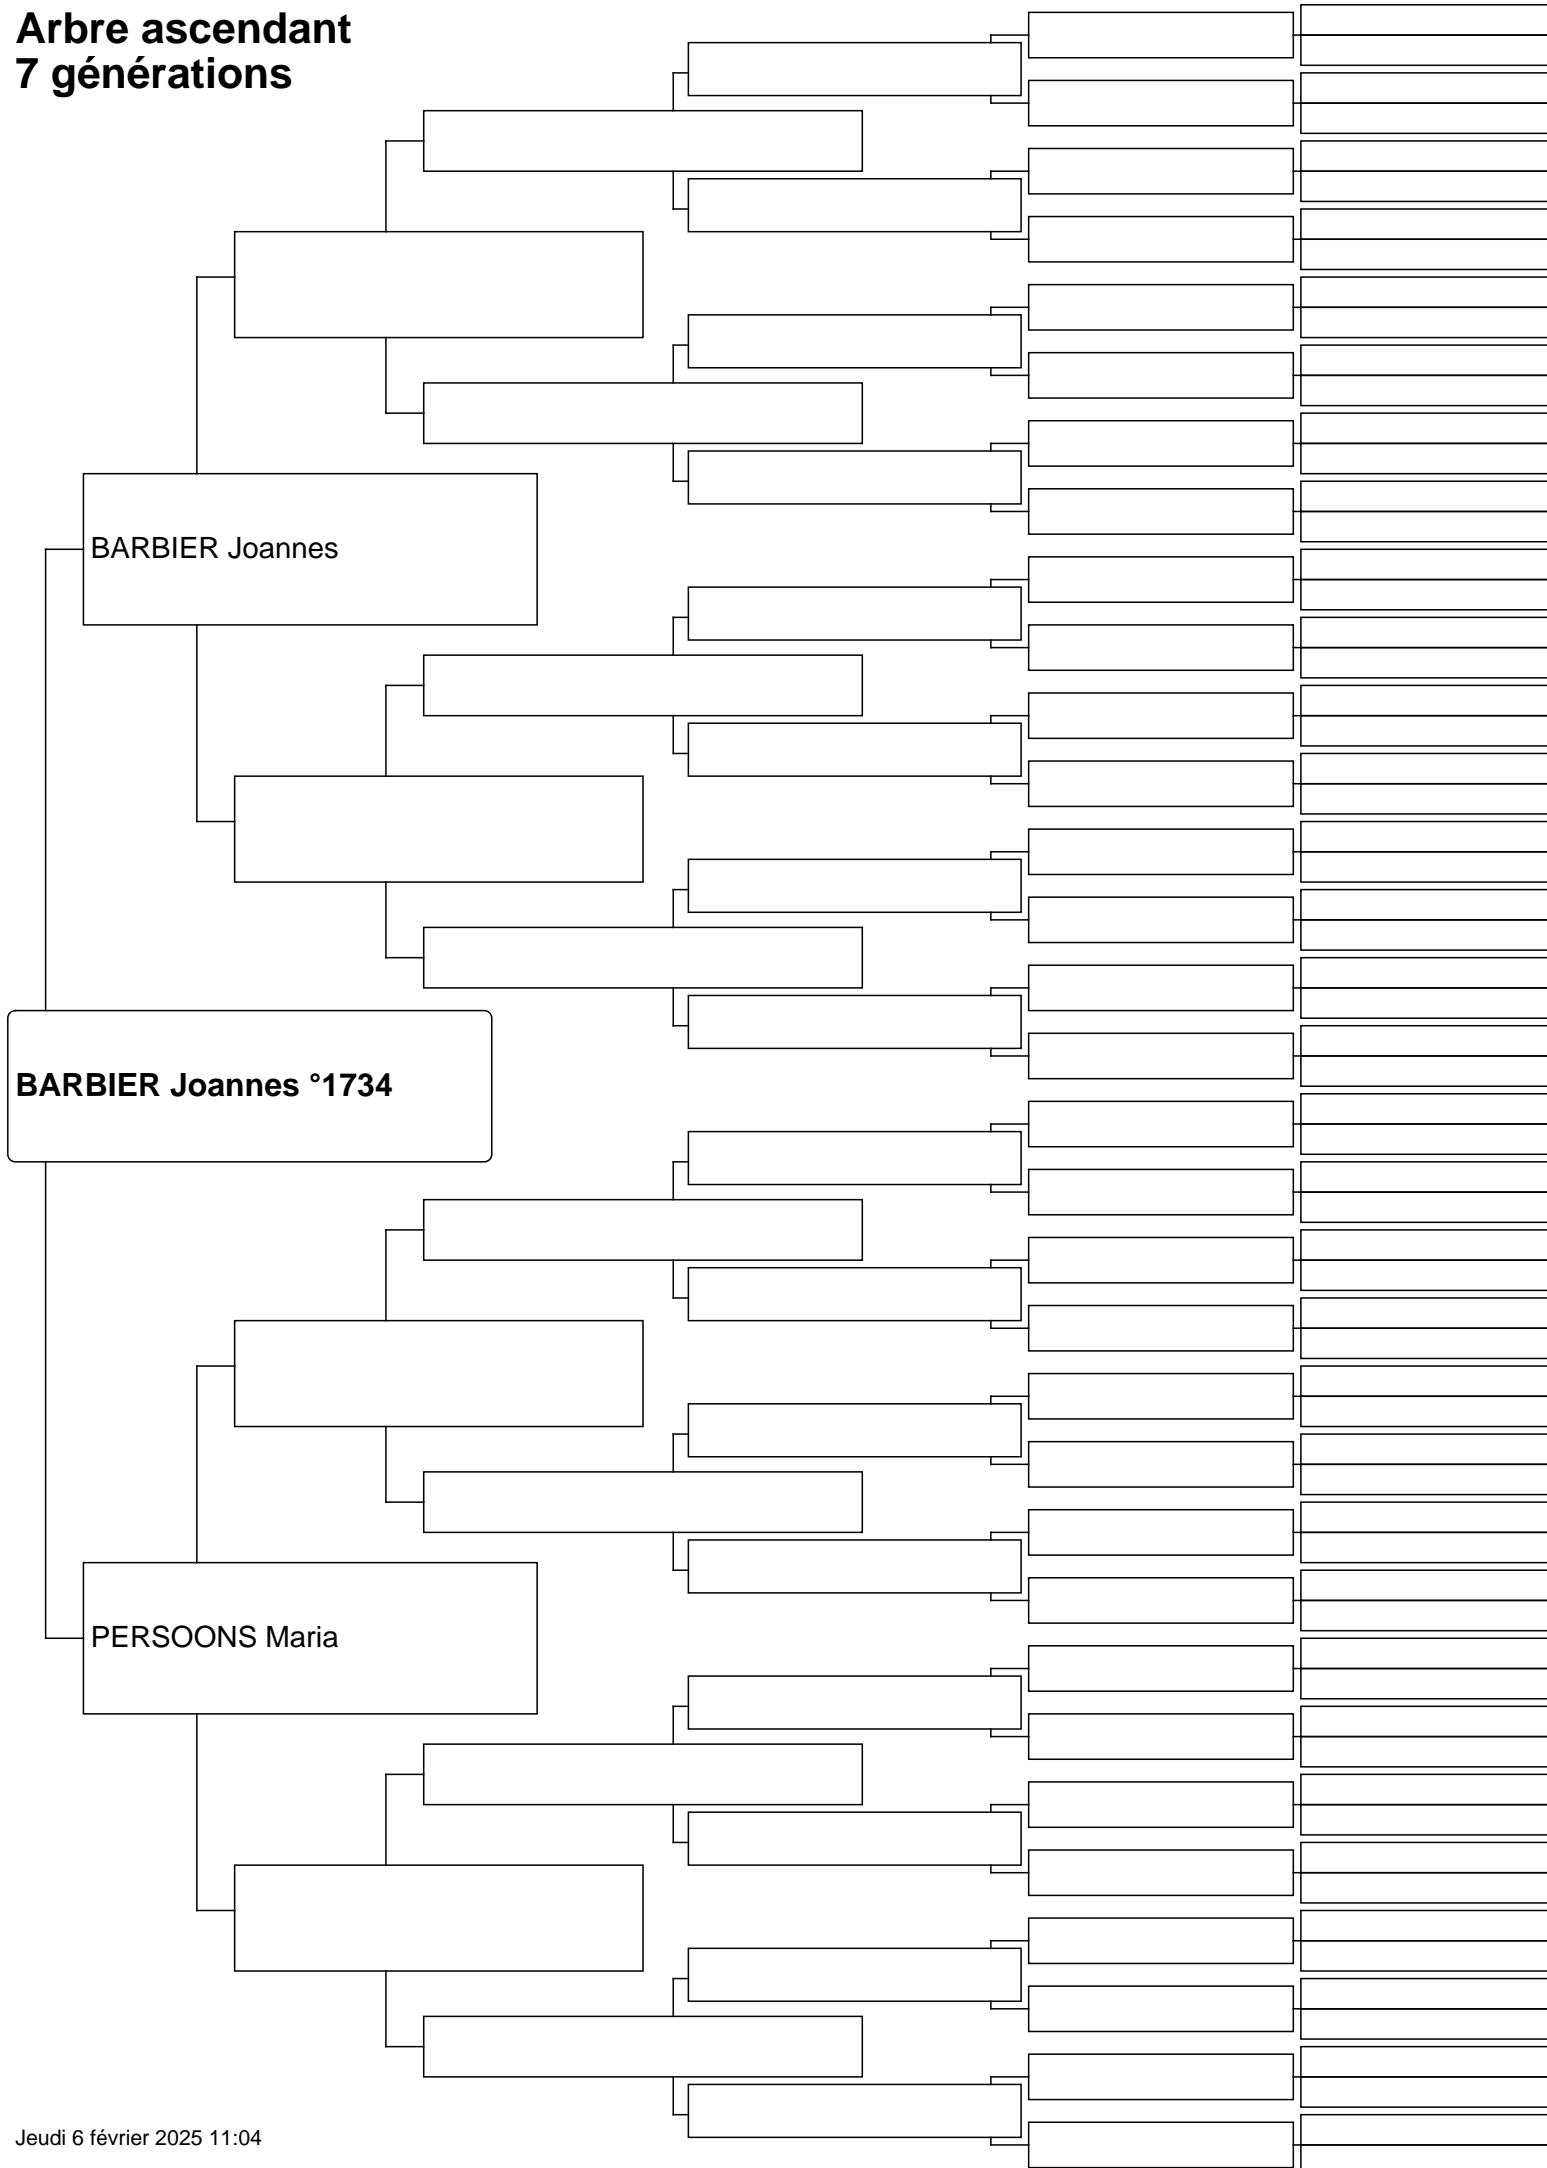 Arbre ascendant
7 générations
BARBIER Joannes
BARBIER Joannes °1734
PERSOONS Maria
Jeudi 6 février 2025 11:04